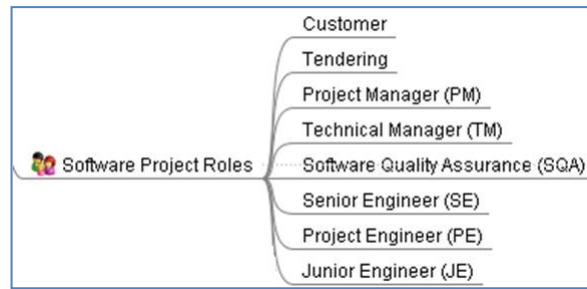 Customer
Tendering
Project Manager (PM)
Technical Manager (TM)
Software Project Roles
Software Quality Assurance (SQA)
Senior Engineer (SE)
Project Engineer (PE)
Junior Engineer (JE)